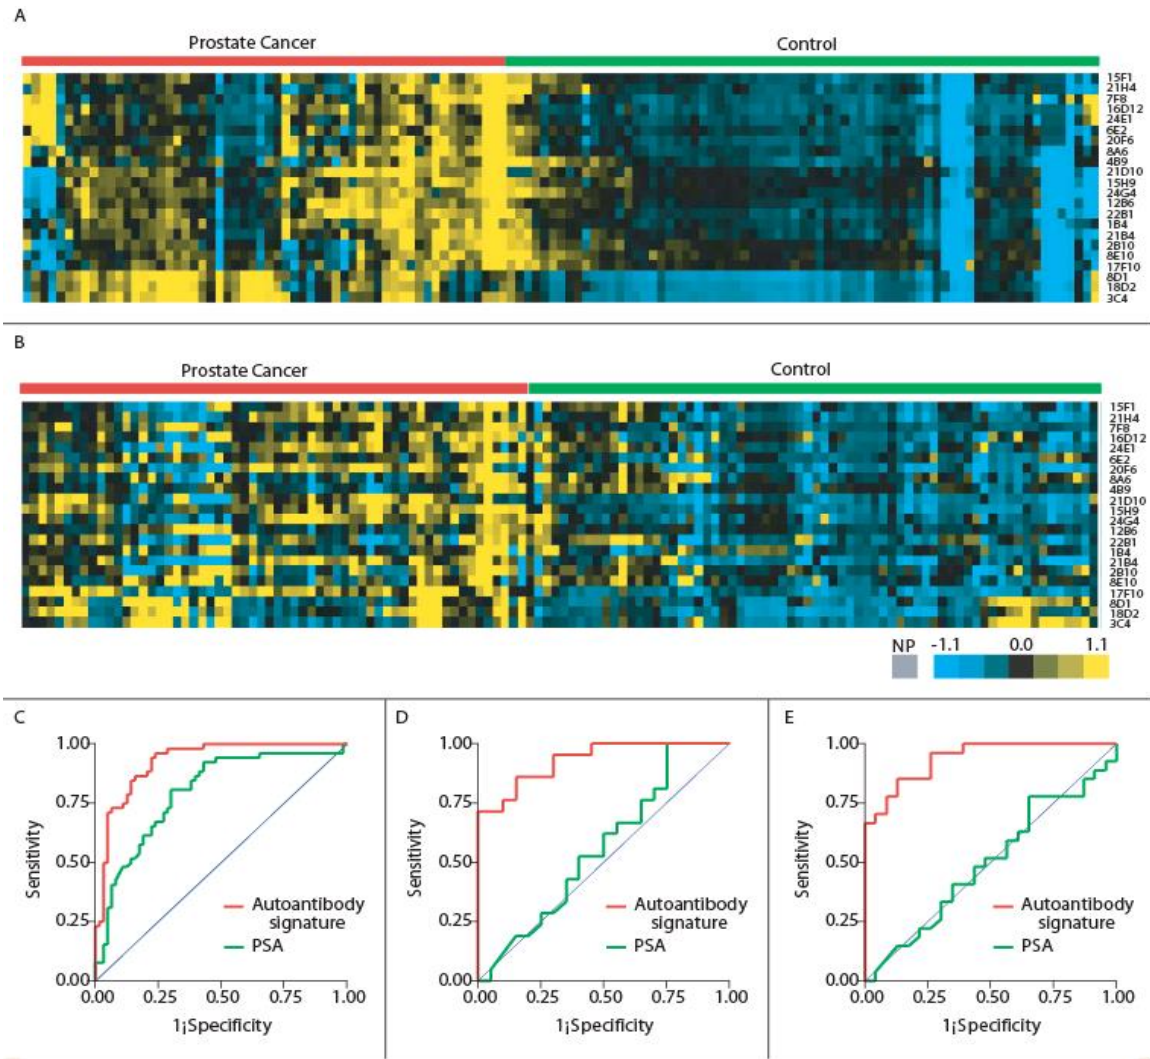 A
Prostate Cancer Control
15F1
21H4
7F8
16D12
24E1
6E2
20F6
8A6
4B9
21D10
15H9
24G4
12B6
22B1
1B4
21B4
2B10
8E10
17F10
8D1
18D2
3C4
B
Prostate Cancer Control
15F1
21H4
7F8
16D12
24E1
6E2
20F6
8A6
4B9
21D10
15H9
24G4
12B6
22B1
1B4
21B4
2B10
8E10
17F10
8D1
18D2
3C4
NP -1.1 0.0 1.1
C
1.00
0.75
0.50
0.25
0.00
Sensitivity
Autoantibody
signature
PSA
0.00 0.25 0.50 0.75 1.00
1¡Specificity
D
1.00
0.75
0.50
0.25
0.00
Sensitivity
Autoantibody
signature
PSA
0.00 0.25 0.50 0.75 1.00
1¡Specificity
E
1.00
0.75
0.50
0.25
0.00
Sensitivity
Autoantibody
signature
PSA
0.00 0.25 0.50 0.75 1.00
1¡Specificity